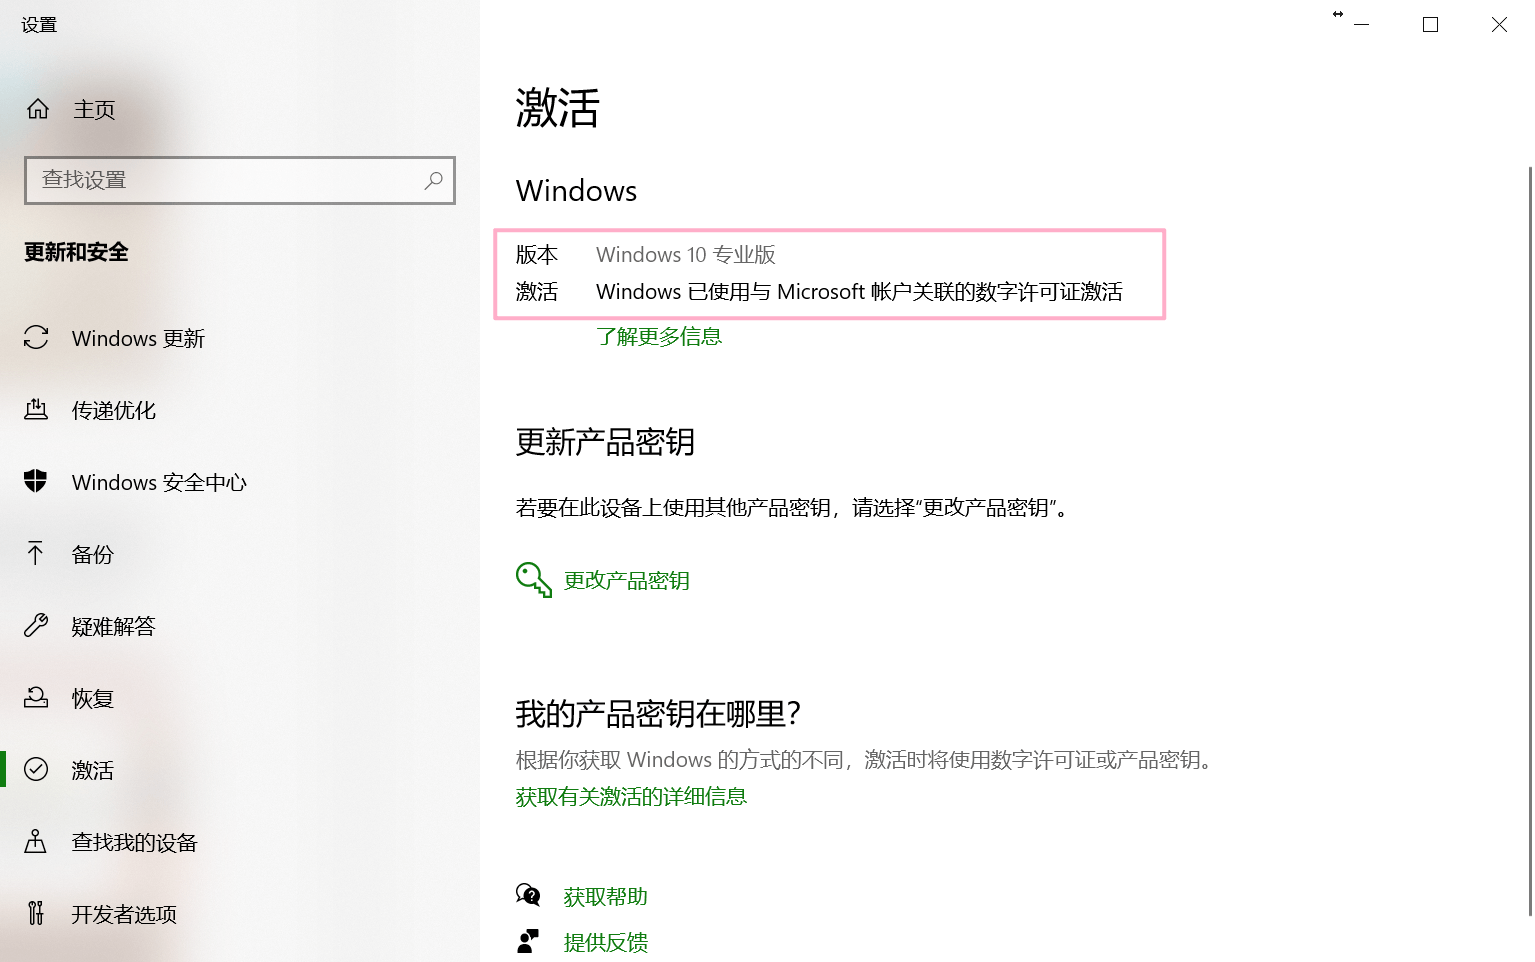 设置
主页
查找设置
更新和安全
Windows 更新
传递优化
Windows 安全中心
备份
疑难解答
恢复
激活
查找我的设备
开发者选项
激活
Windows
版本 Windows 10 专业版
激活 Windows 已使用与 Microsoft 帐户关联的数字许可证激活
了解更多信息
更新产品密钥
若要在此设备上使用其他产品密钥，请选择“更改产品密钥”。
更改产品密钥
我的产品密钥在哪里？
根据你获取 Windows 的方式的不同，激活时将使用数字许可证或产品密钥。
获取有关激活的详细信息
获取帮助
提供反馈